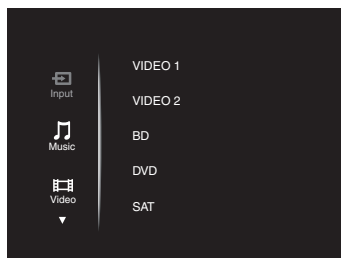 Input
Music
Video
VIDEO 1
VIDEO 2
BD
DVD
SAT